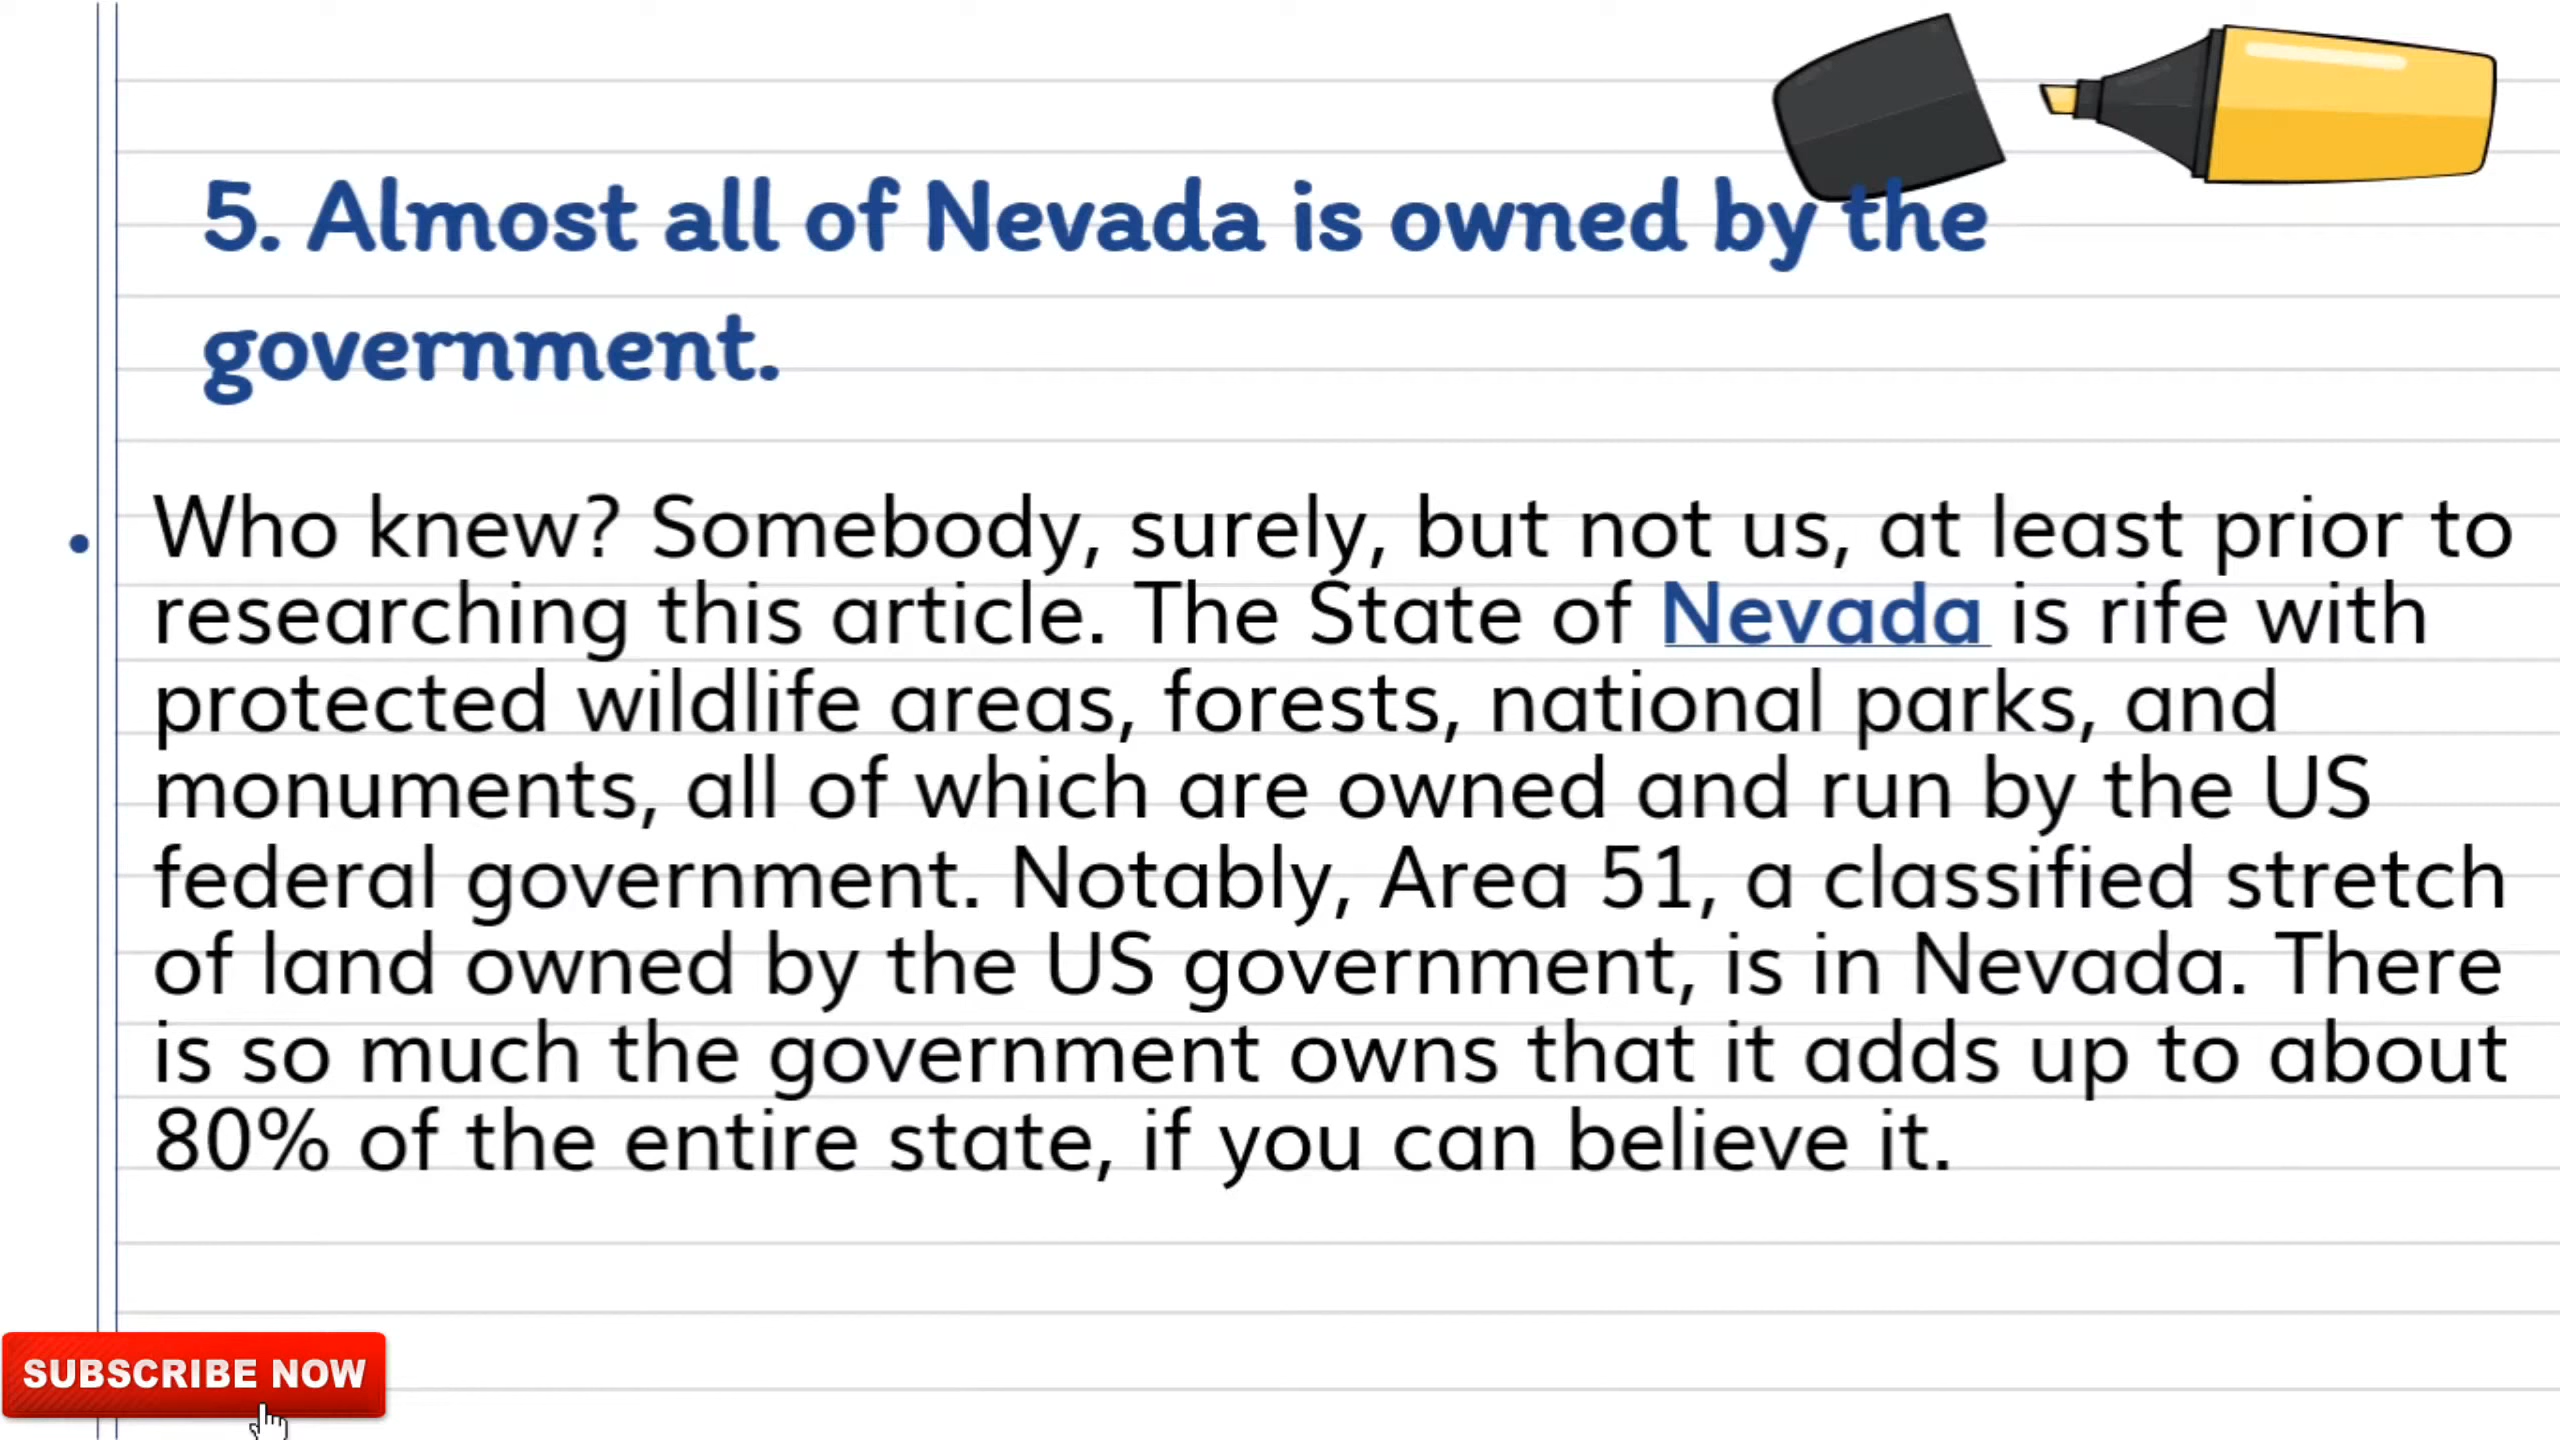 5. Almost all of Nevada is owned by the
government.
• Who knew? Somebody, surely, but not us, at least prior to
researching this article. The State of Nevada is rife with
protected wildlife areas, forests, national parks, and
monuments, all of which are owned and run by the US
federal government. Notably, Area 51, a classified stretch
of land owned by the US government, is in Nevada. There
is so much the government owns that it adds up to about
80% of the entire state, if you can believe it.
SUBSCRIBE NOW